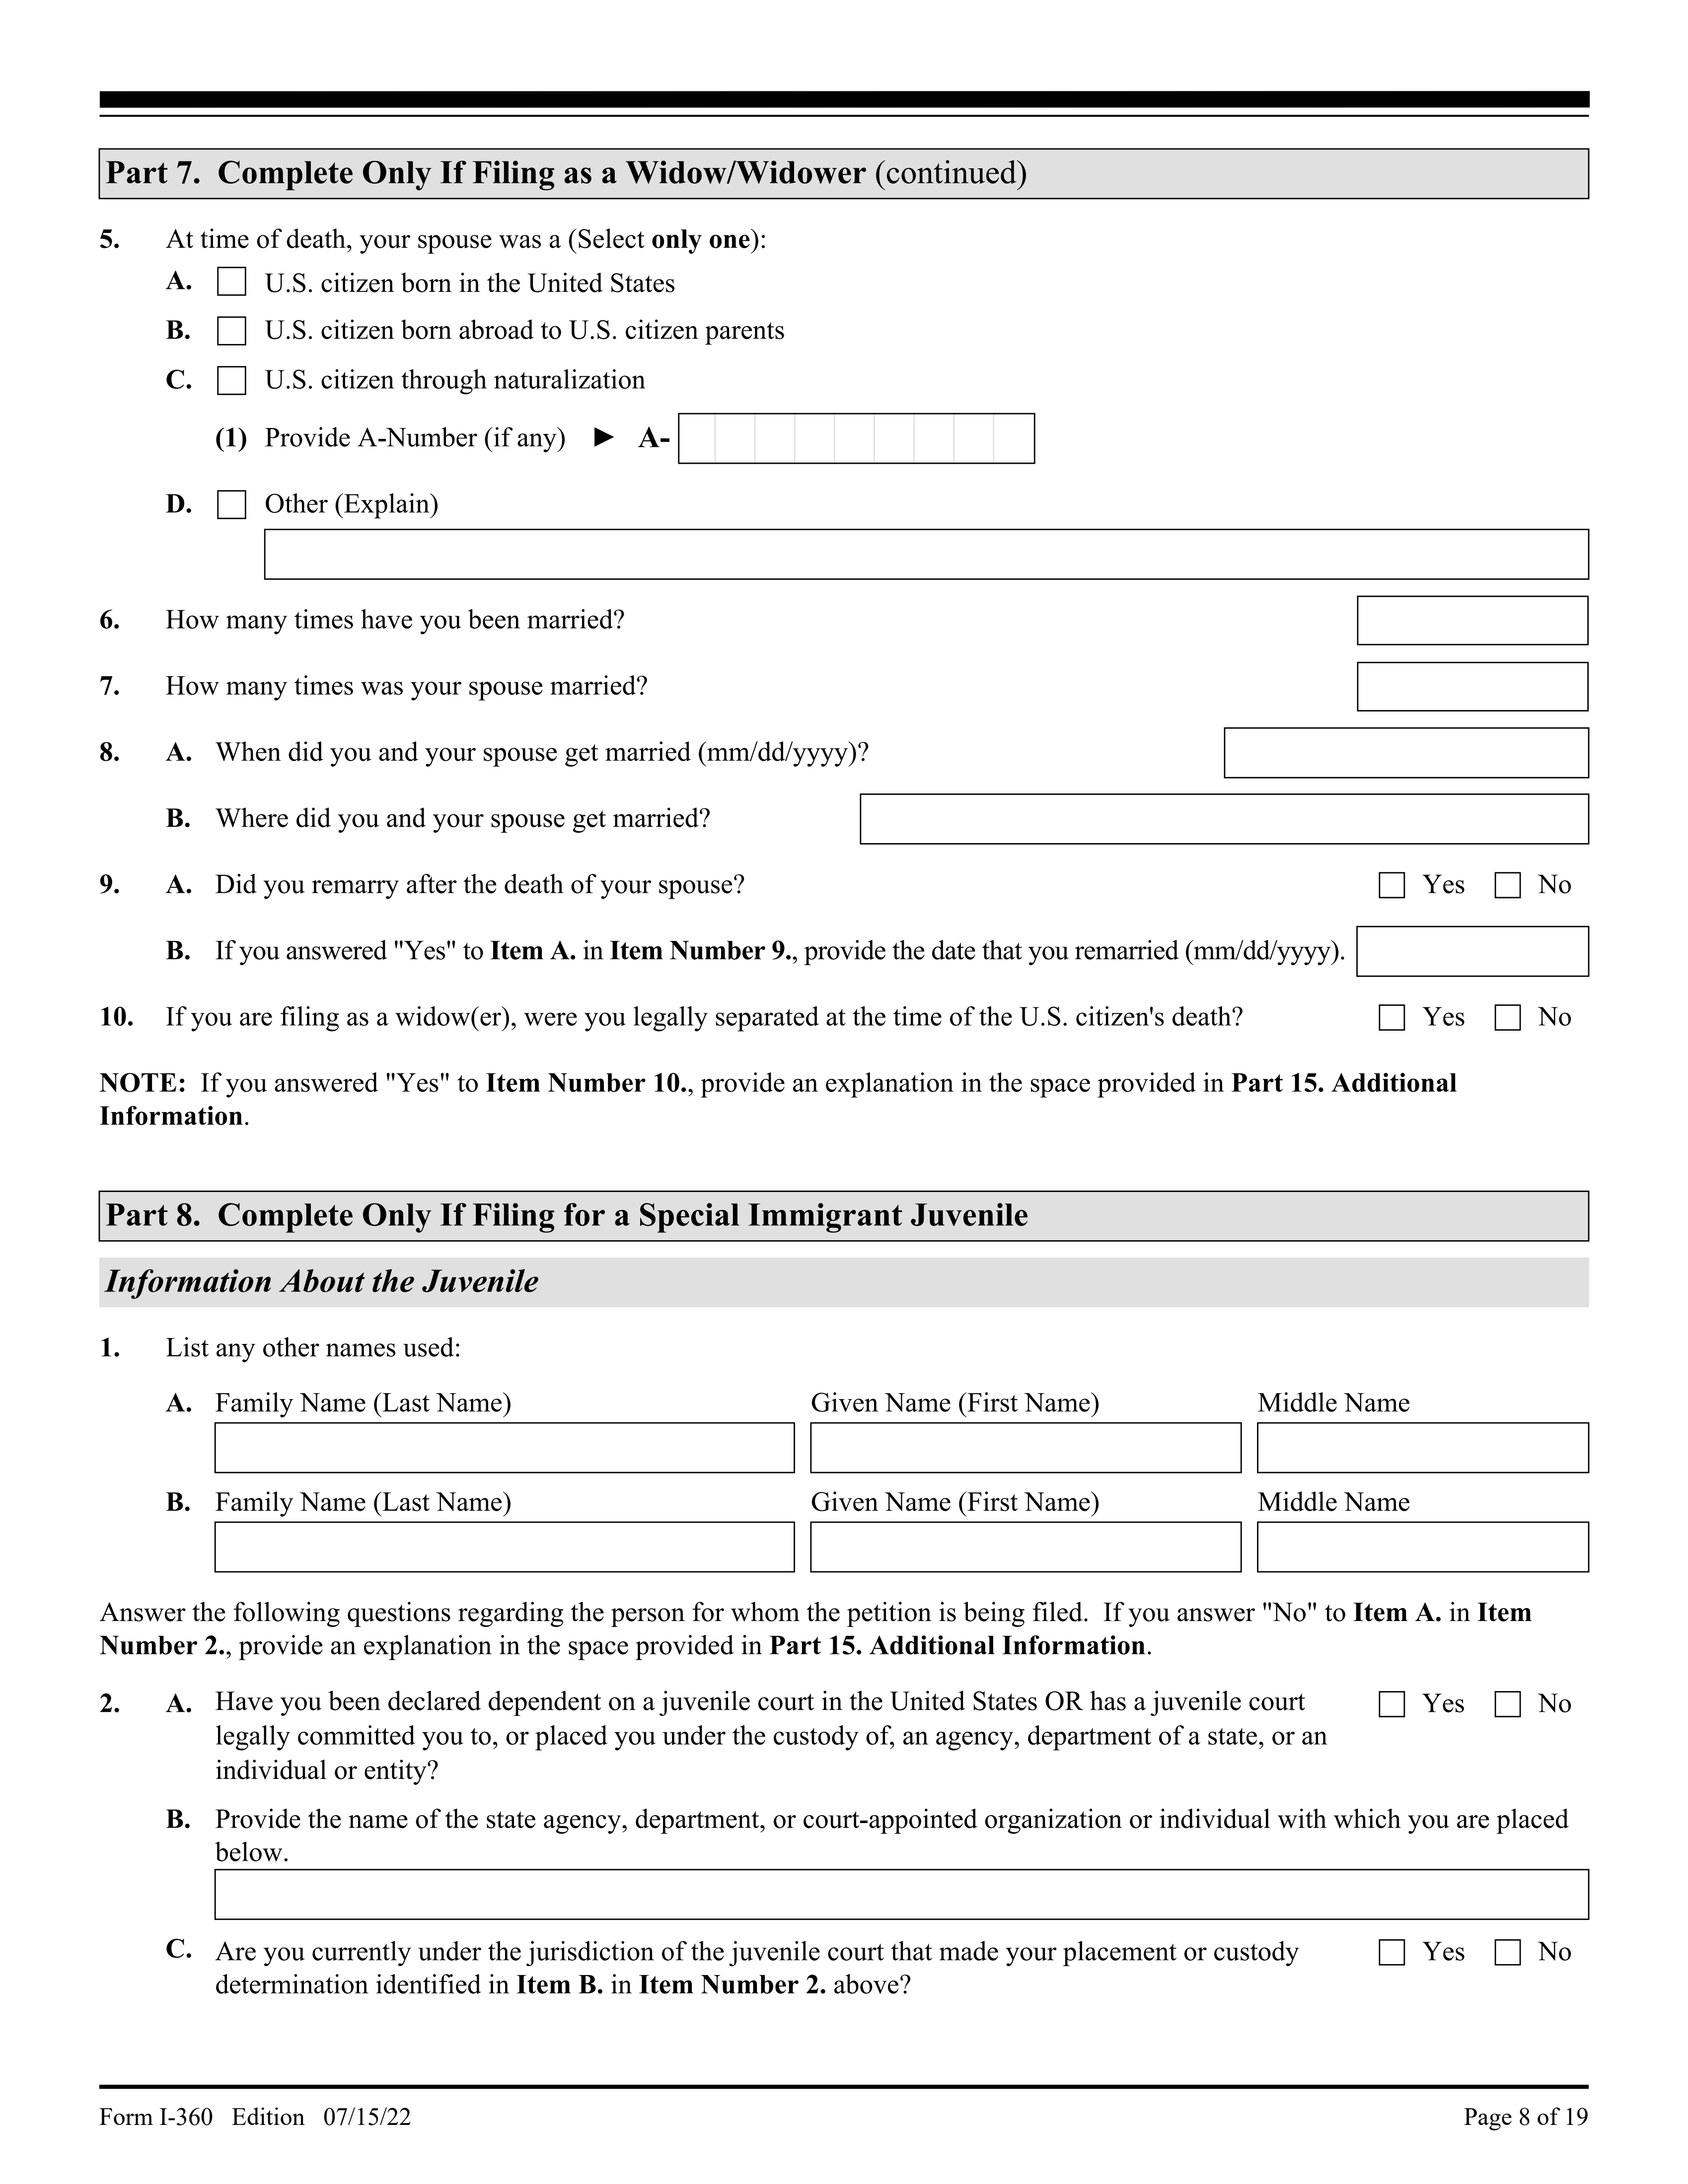 Part 7.  Complete Only If Filing as a Widow/Widower (continued)
5. At time of death, your spouse was a (Select only one):
A. U.S. citizen born in the United States
B. U.S. citizen born abroad to U.S. citizen parents
C. U.S. citizen through naturalization
(1) Provide A-Number (if any) ► A-
D. Other (Explain)
6. How many times have you been married?
7. How many times was your spouse married?
8. A. When did you and your spouse get married (mm/dd/yyyy)?
B. Where did you and your spouse get married?
9. A. Did you remarry after the death of your spouse? Yes No
B. If you answered "Yes" to Item A. in Item Number 9., provide the date that you remarried (mm/dd/yyyy).
10. If you are filing as a widow(er), were you legally separated at the time of the U.S. citizen's death? Yes No
NOTE:  If you answered "Yes" to Item Number 10., provide an explanation in the space provided in Part 15. Additional
Information.
Part 8.  Complete Only If Filing for a Special Immigrant Juvenile
Information About the Juvenile
1. List any other names used:
A. Family Name (Last Name) Given Name (First Name) Middle Name
B. Family Name (Last Name) Given Name (First Name) Middle Name
Answer the following questions regarding the person for whom the petition is being filed.  If you answer "No" to Item A. in Item
Number 2., provide an explanation in the space provided in Part 15. Additional Information.
2. A. Have you been declared dependent on a juvenile court in the United States OR has a juvenile court Yes No
legally committed you to, or placed you under the custody of, an agency, department of a state, or an
individual or entity?
B. Provide the name of the state agency, department, or court-appointed organization or individual with which you are placed
below.
C. Are you currently under the jurisdiction of the juvenile court that made your placement or custody Yes No
determination identified in Item B. in Item Number 2. above?
Form I-360   Edition   07/15/22 Page 8 of 19